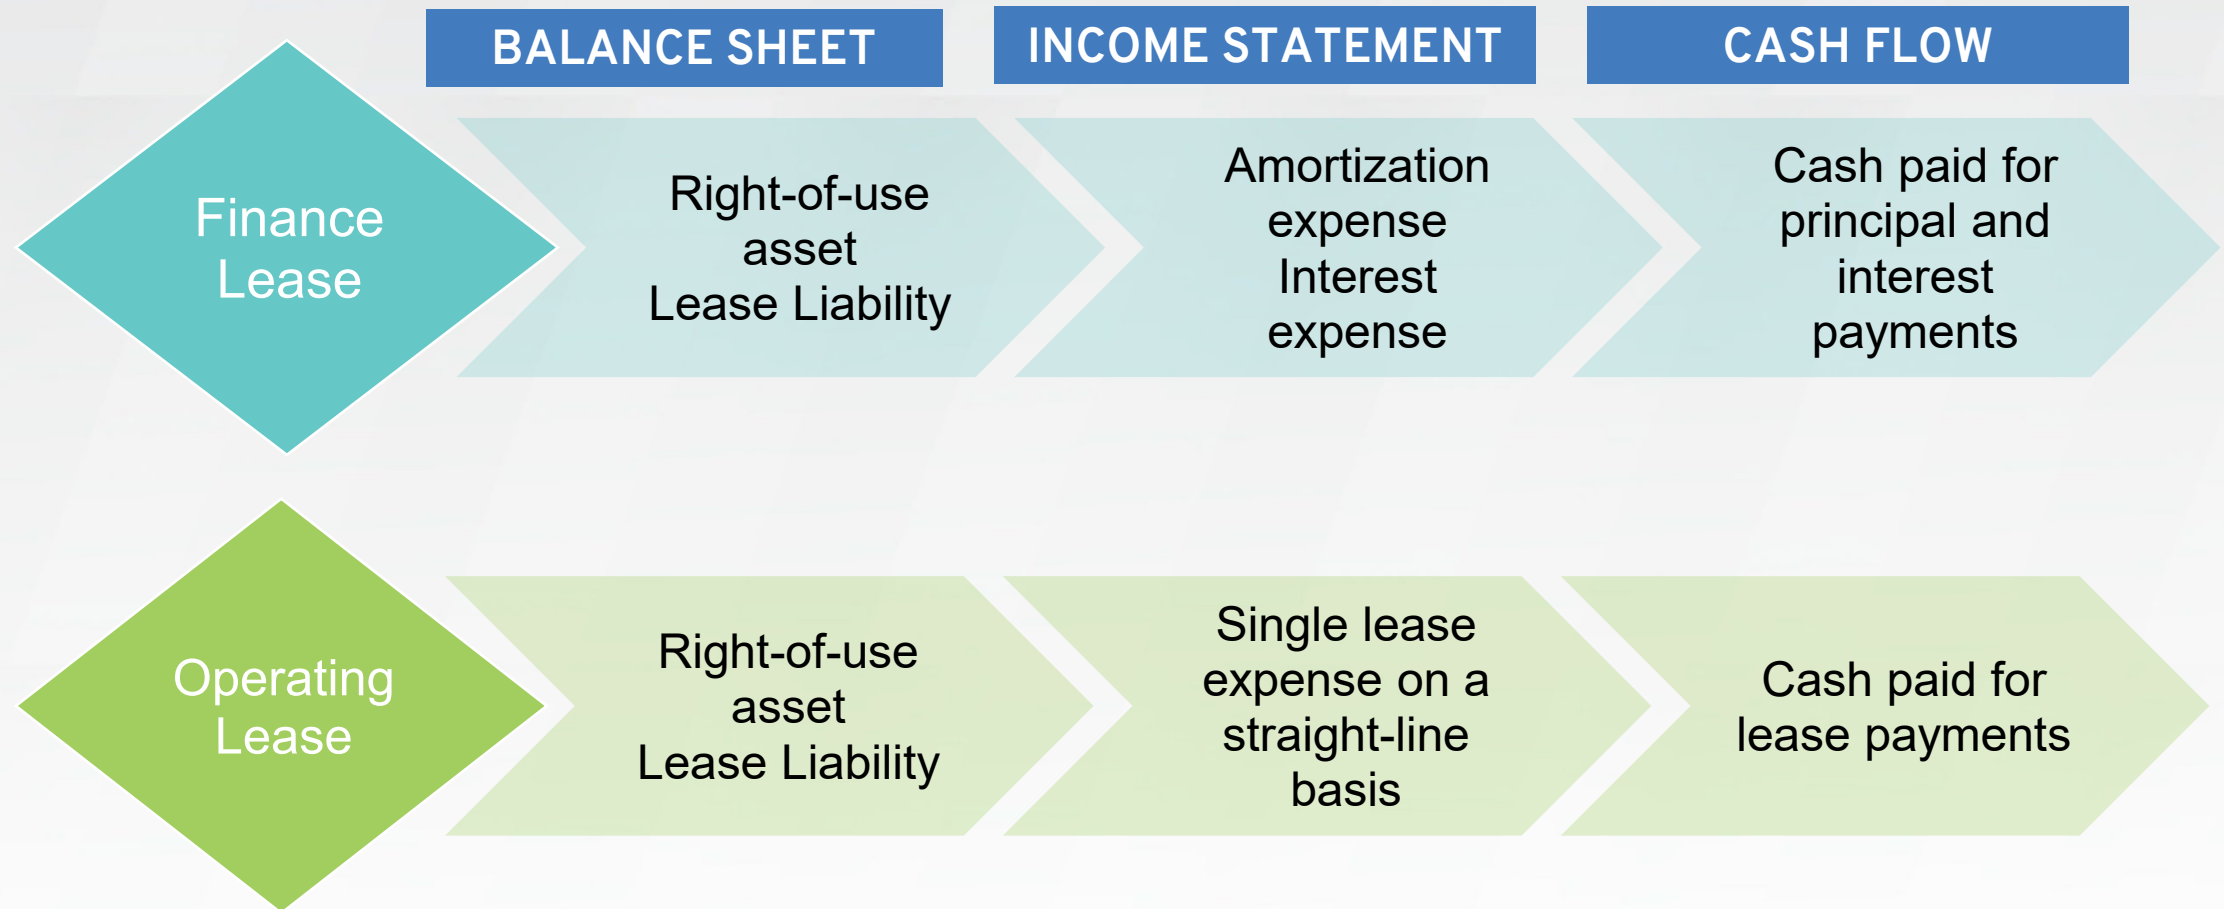 BALANCE SHEET
INCOME STATEMENT
CASH FLOW
Finance
Lease
Right-of-use
asset
Lease Liability
Amortization
expense
Interest
expense
Cash paid for
principal and
interest
payments
Operating
Lease
Right-of-use
asset
Lease Liability
Single lease
expense on a
straight-line
basis
Cash paid for
lease payments